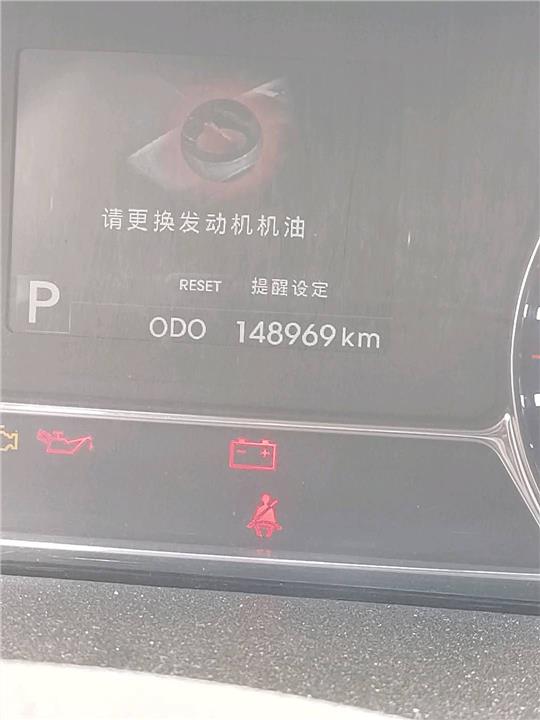 请更换发动机机油
RESET 提醒设定
P
ODO 148969 km